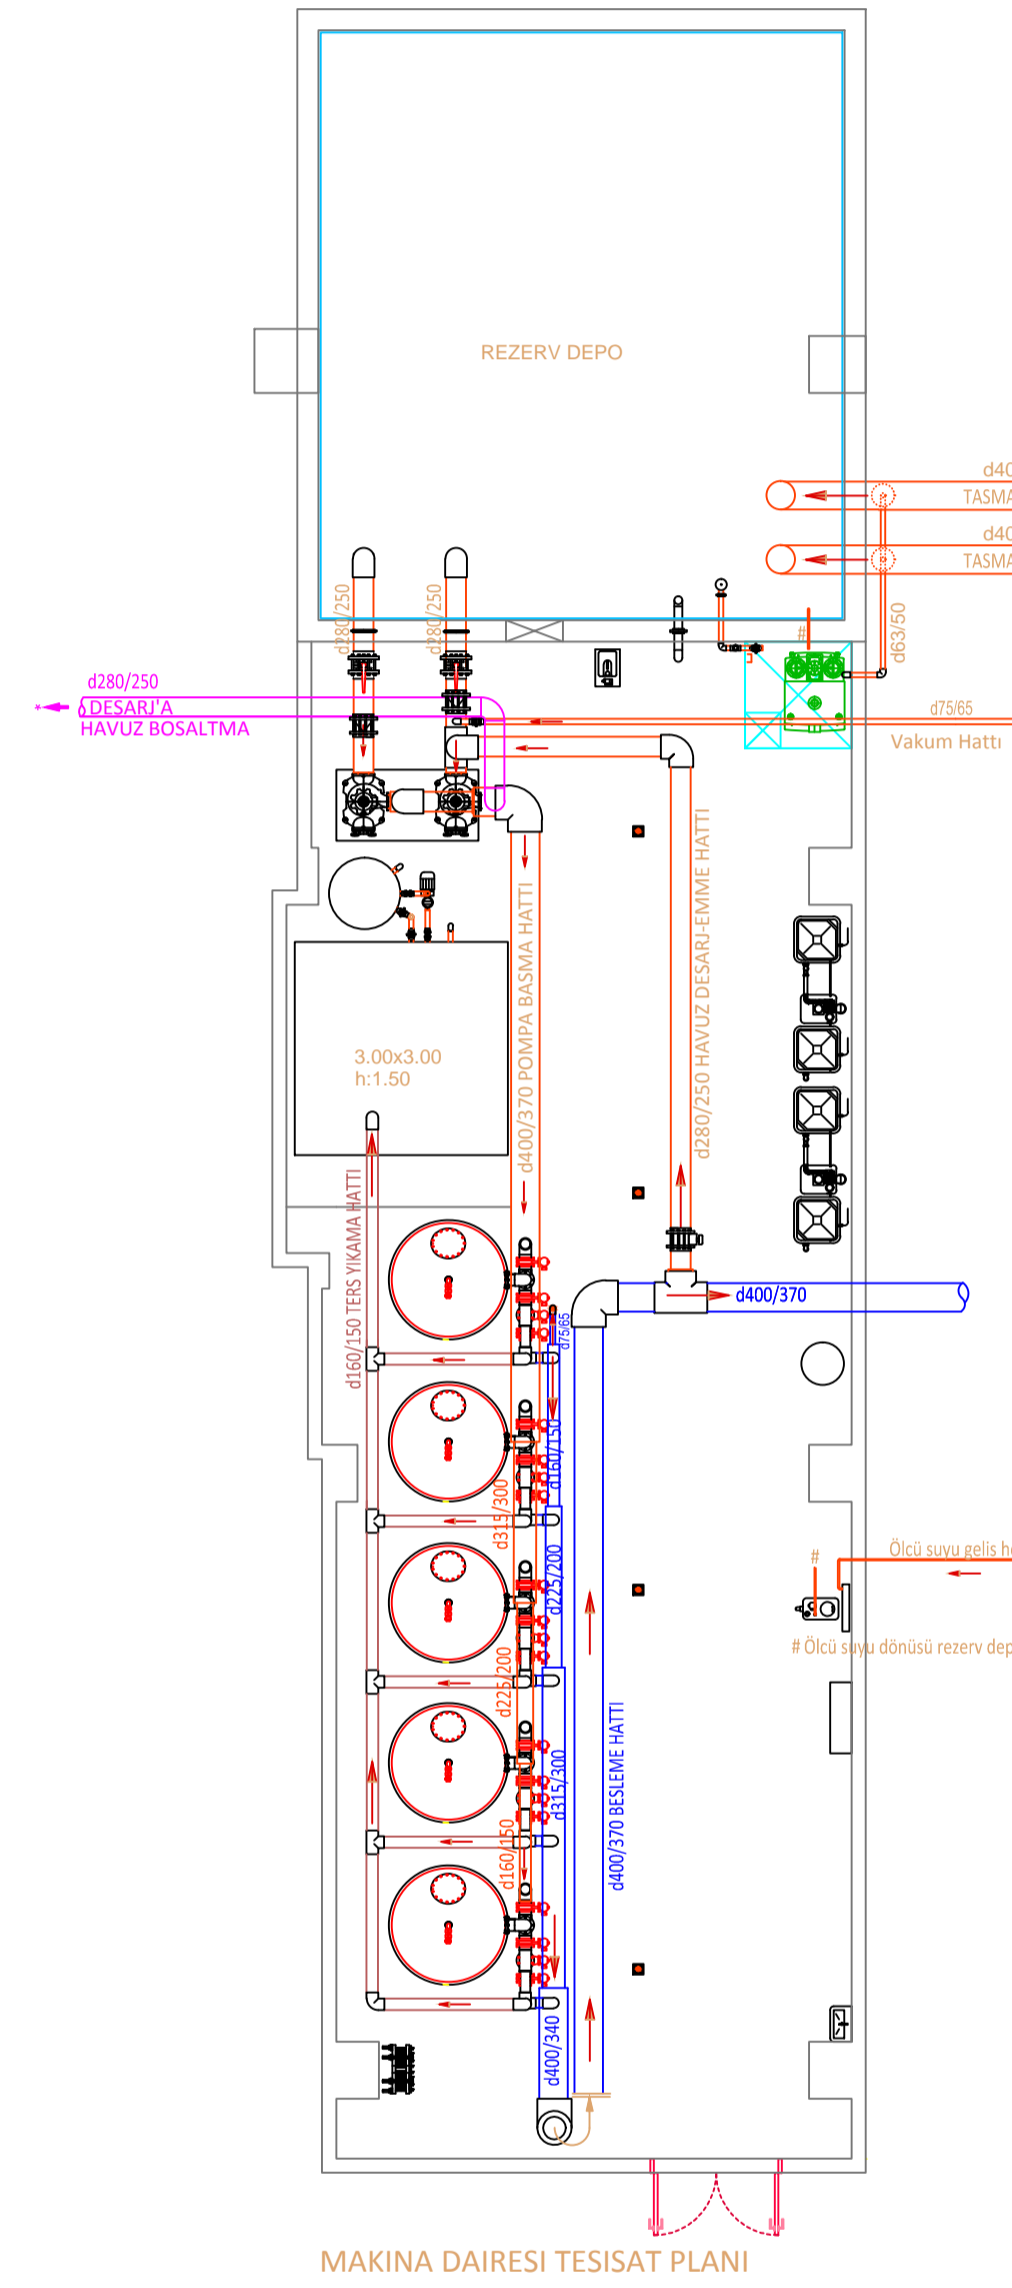 REZERV DEPO
d40
TASMA
d40
TASMA
d280/250
d280/250
d63/50
#
d280/250
DESARJ'A
HAVUZ BOSALTMA
*
d75/65
Vakum Hattı
d400/370 POMPA BASMA HATTI
d280/250 HAVUZ DESARJ-EMME HATTI
3.00x3.00
h:1.50
d160/150 TERS YIKAMA HATTI
d400/370
d75/65
d160/150
d315/300
d225/200
#
Ölcü suyu gelis h
# Ölcü suyu dönüsü rezerv dep
d225/200
d315/300
d400/370 BESLEME HATTI
d160/150
d400/340
MAKINA DAIRESI TESISAT PLANI